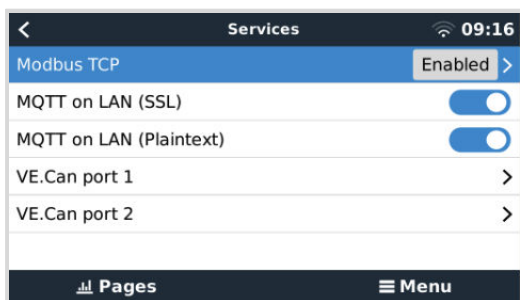 Services 09:16
Modbus TCP Enabled
MQTT on LAN (SSL)
MQTT on LAN (Plaintext)
VE.Can port 1
VE.Can port 2
Pages Menu